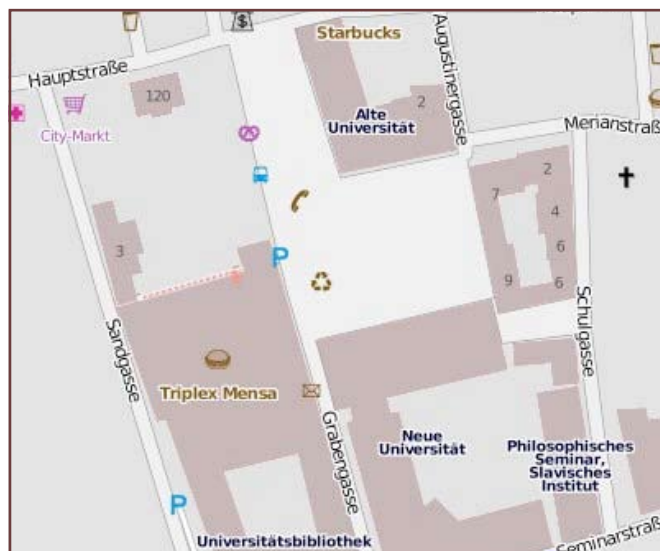 Starbucks
Hauptstraße
120
City-Markt
2
Alte
Universität
Augustinergasse
Merianstraß
2
7
4
6
9
6
3
P
Sandgasse
Schulgasse
Triplex Mensa
Grabengasse
Neue
Universität
Philosophisches
Seminar,
Slavisches
Institut
P
Universitätsbibliothek
Seminarstraß